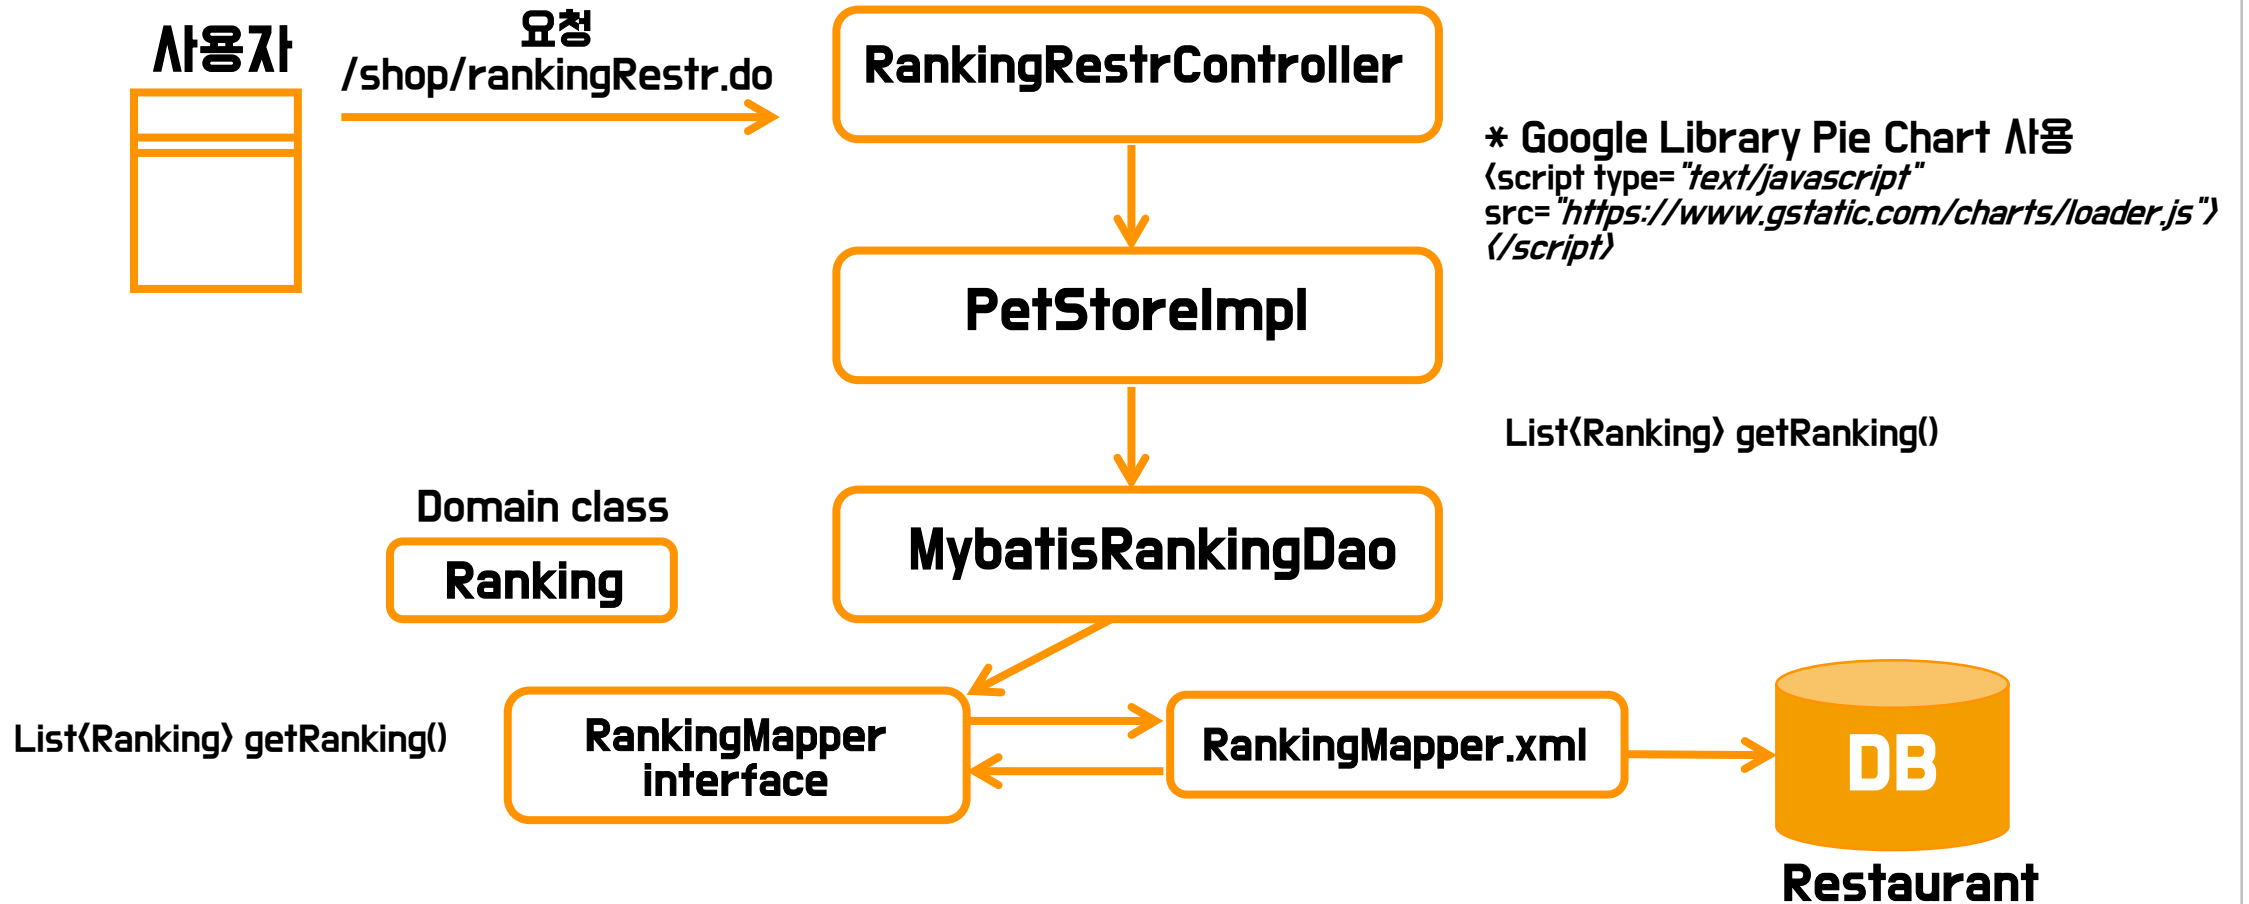 사용자
요청
/shop/rankingRestr.do
RankingRestrController
* Google Library Pie Chart 사용
<script type="text/javascript"
src="https://www.gstatic.com/charts/loader.js">
</script>
PetStoreImpl
List<Ranking> getRanking()
Domain class
Ranking
MybatisRankingDao
List<Ranking> getRanking()
RankingMapper
interface
RankingMapper.xml
DB
Restaurant